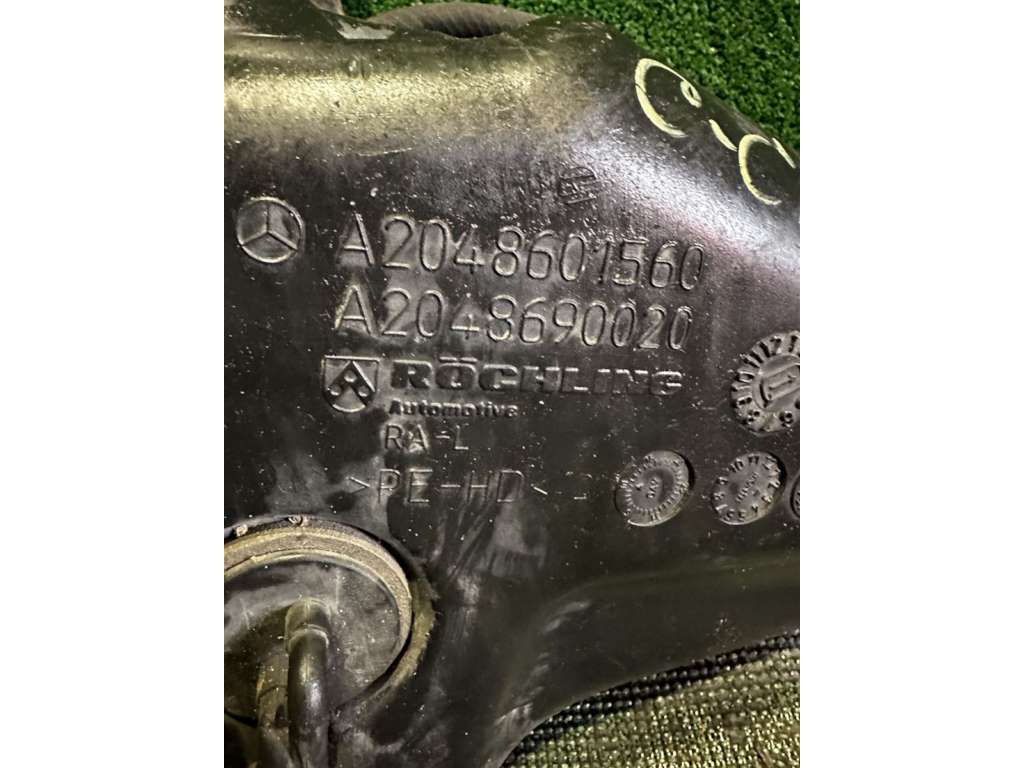 A2048601560
A2048690020
RÖCHLING
Automotive
RA-L
>PE-HD<